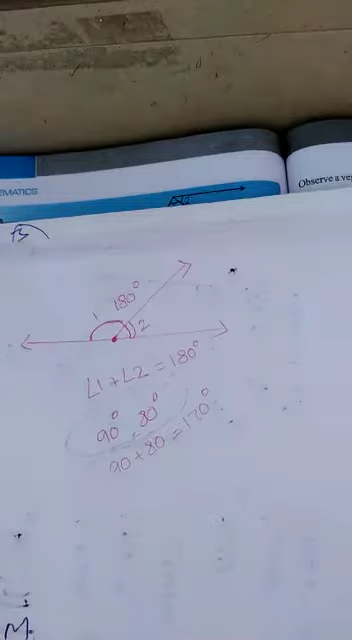 EMATICS
Observe a ve
180°
1
2
∠1+∠2 = 180°
90°, 80°
90+80 = 170°
M.